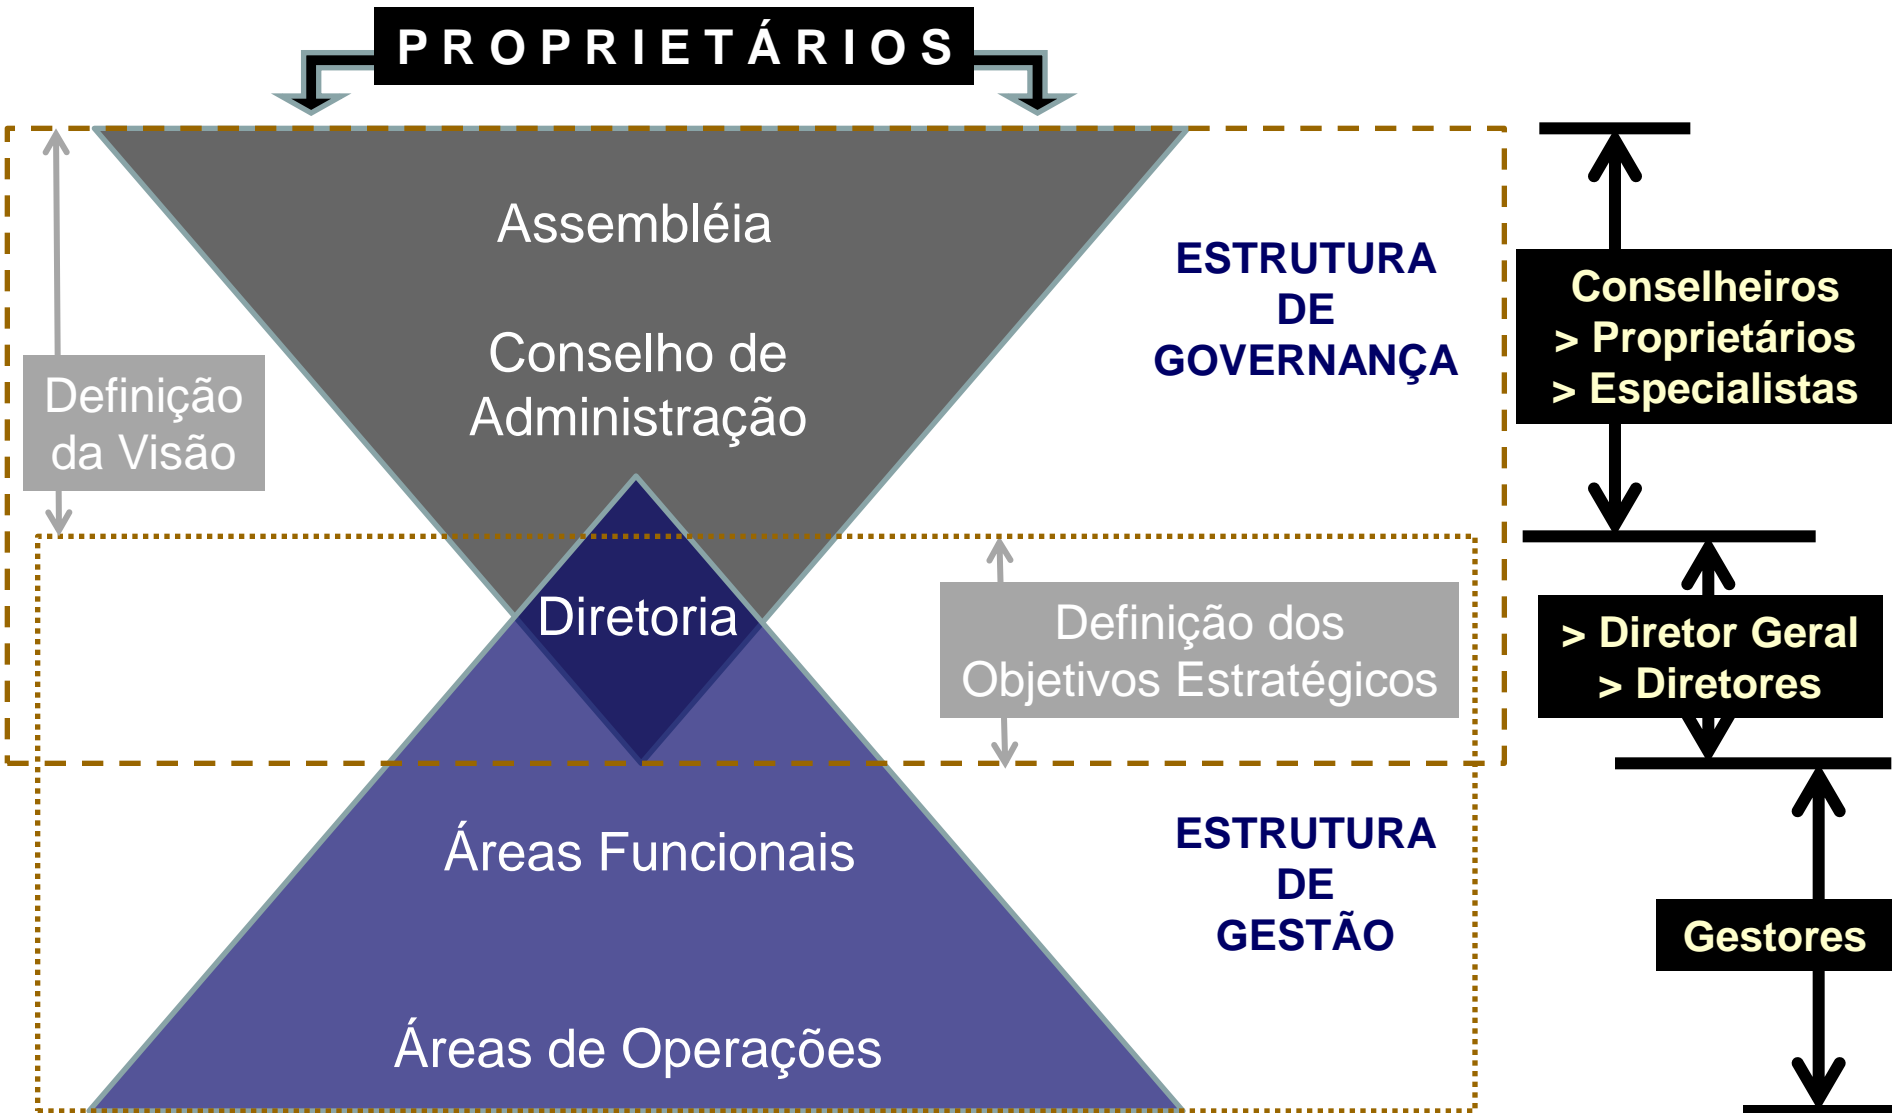 PROPRIETÁRIOS
Assembléia
Conselho de
Administração
ESTRUTURA
DE
GOVERNANÇA
Conselheiros
> Proprietários
> Especialistas
Definição
da Visão
Diretoria
Definição dos
Objetivos Estratégicos
> Diretor Geral
> Diretores
Áreas Funcionais
ESTRUTURA
DE
GESTÃO
Gestores
Áreas de Operações